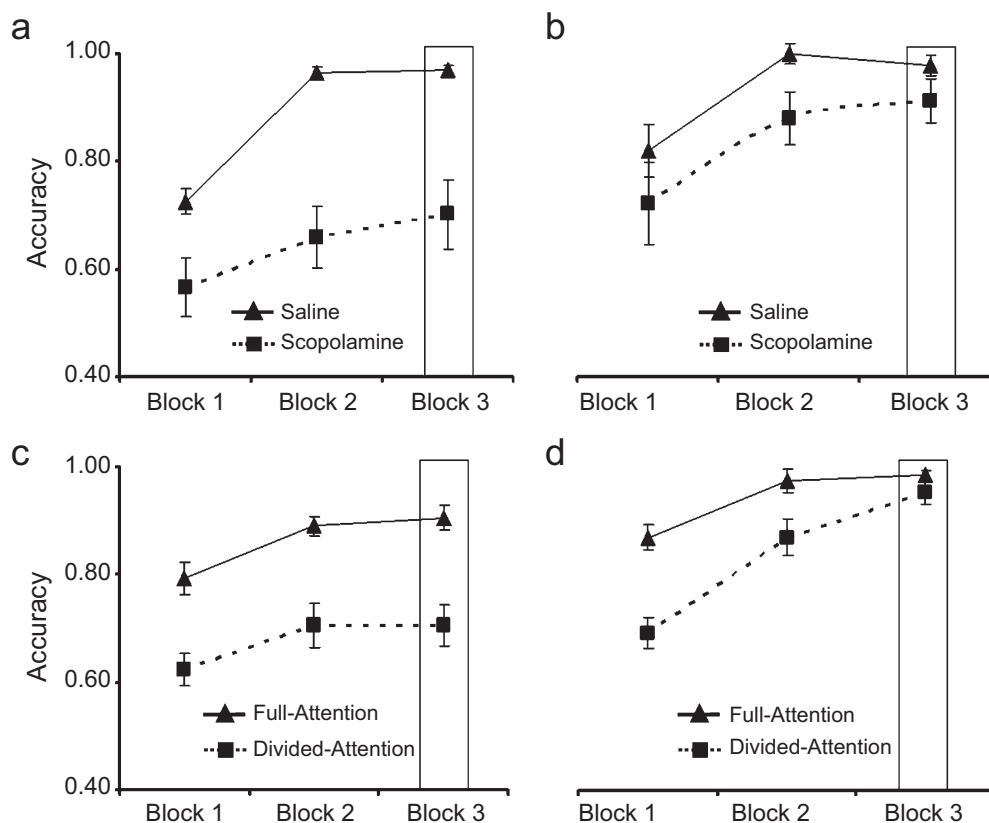 a
b
1.00
0.80
0.60
0.40
Accuracy
Saline
Scopolamine
Saline
Scopolamine
Block 1 Block 2 Block 3
Block 1 Block 2 Block 3
c
d
1.00
0.80
0.60
0.40
Accuracy
Full-Attention
Divided-Attention
Full-Attention
Divided-Attention
Block 1 Block 2 Block 3
Block 1 Block 2 Block 3